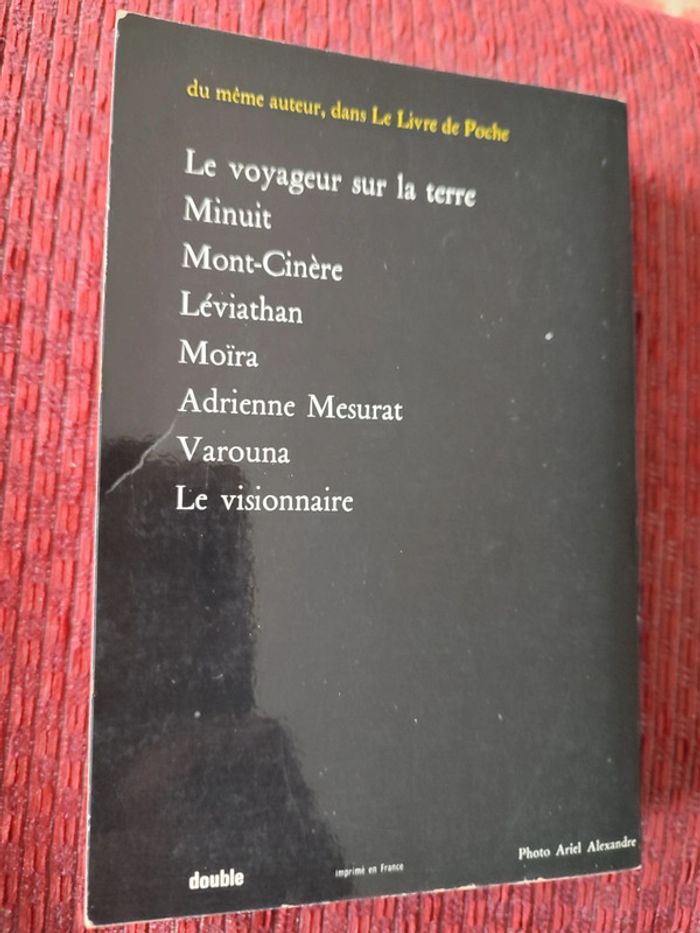 du même auteur, dans Le Livre de Poche
Le voyageur sur la terre
Minuit
Mont-Cinère
Léviathan
Moïra
Adrienne Mesurat
Varouna
Le visionnaire
Photo Ariel Alexandre
double
imprimé en France